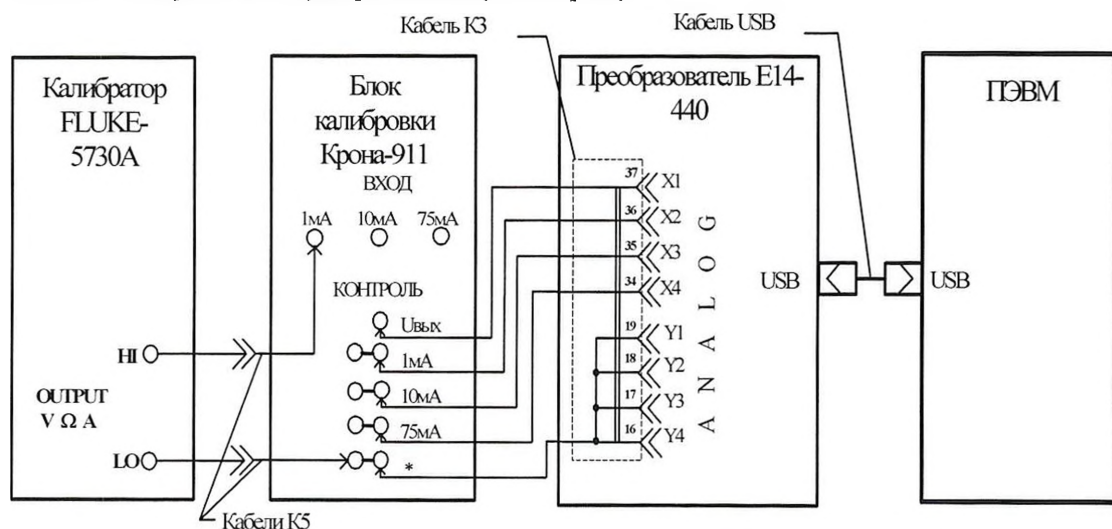 Кабель К3
Кабель USB
Калибратор
FLUKE-
5730А
Блок
калибровки
Крона-911
ВХОД
1мА
10мА
75мА
КОНТРОЛЬ
Uвых
1мА
10мА
75мА
*
HI
OUTPUT
V Ω A
LO
Кабели К5
Преобразователь Е14-
440
37
X1
36
X2
35
X3
34
X4
19
Y1
18
Y2
17
Y3
16
Y4
ANALOG
USB
ПЭВМ
USB